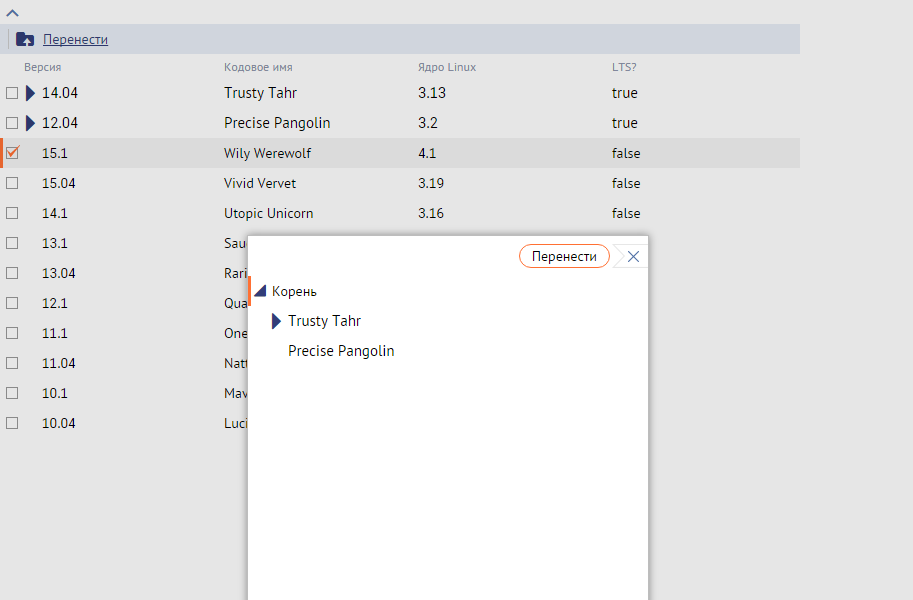 Перенести
Версия Кодовое имя Ядро Linux LTS?
14.04 Trusty Tahr 3.13 true
12.04 Precise Pangolin 3.2 true
15.1 Wily Werewolf 4.1 false
15.04 Vivid Vervet 3.19 false
14.1 Utopic Unicorn 3.16 false
13.1 Sau
13.04 Rari
12.1 Qua
11.1 One
11.04 Natt
10.1 Mav
10.04 Luci
Перенести
Корень
Trusty Tahr
Precise Pangolin